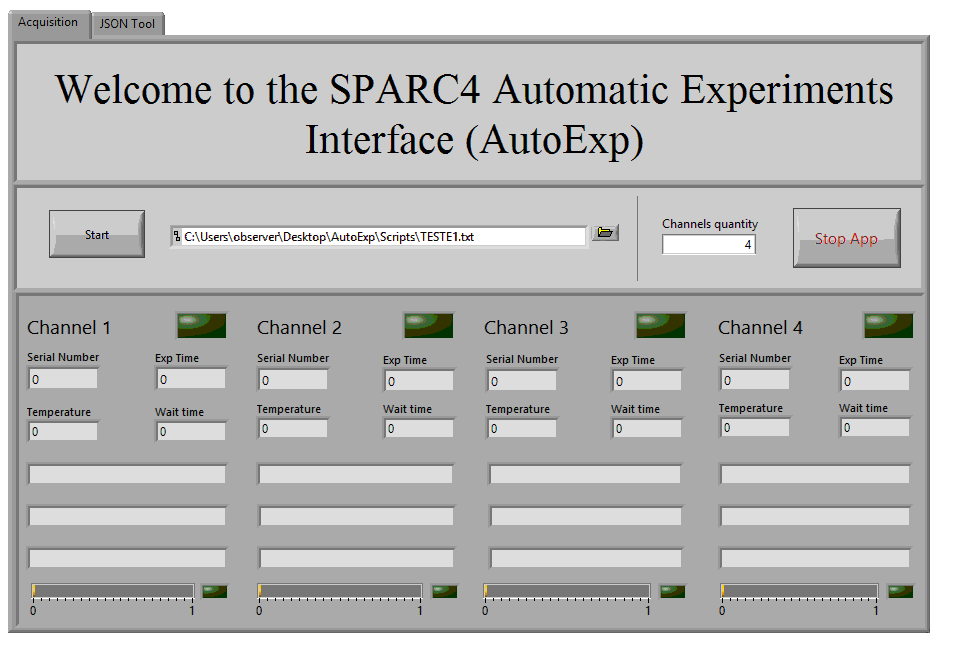 Acquisition JSON Tool
Welcome to the SPARC4 Automatic Experiments
Interface (AutoExp)
Start
C:\Users\observer\Desktop\AutoExp\Scripts\TESTE1.txt
Channels quantity
4
Stop App
Channel 1 Channel 2 Channel 3 Channel 4
Serial Number Exp Time Serial Number Exp Time Serial Number Exp Time Serial Number Exp Time
0 0 0 0 0 0 0 0
Temperature Wait time Temperature Wait time Temperature Wait time Temperature Wait time
0 0 0 0 0 0 0 0
0 1 0 1 0 1 0 1